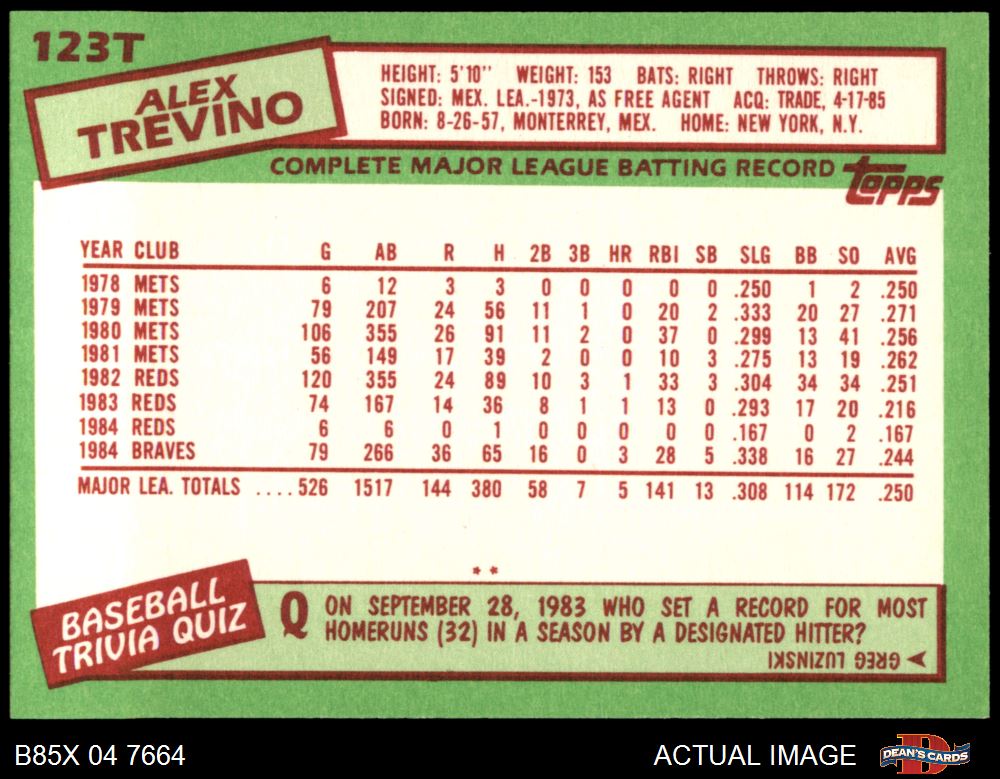 123T
ALEX
TREVINO
HEIGHT: 5'10" WEIGHT: 153 BATS: RIGHT THROWS: RIGHT
SIGNED: MEX. LEA.-1973, AS FREE AGENT ACQ: TRADE, 4-17-85
BORN: 8-26-57, MONTERREY, MEX. HOME: NEW YORK, N.Y.
COMPLETE MAJOR LEAGUE BATTING RECORD topps
YEAR CLUB G AB R H 2B 3B HR RBI SB SLG BB SO AVG
1978 METS 6 12 3 3 0 0 0 0 0 .250 1 2 .250
1979 METS 79 207 24 56 11 1 0 20 2 .333 20 27 .271
1980 METS 106 355 26 91 11 2 0 37 0 .299 13 41 .256
1981 METS 56 149 17 39 2 0 0 10 3 .275 13 19 .262
1982 REDS 120 355 24 89 10 3 1 33 3 .304 34 34 .251
1983 REDS 74 167 14 36 8 1 1 13 0 .293 17 20 .216
1984 REDS 6 6 0 1 0 0 0 0 0 .167 0 2 .167
1984 BRAVES 79 266 36 65 16 0 3 28 5 .338 16 27 .244
MAJOR LEA. TOTALS ....526 1517 144 380 58 7 5 141 13 .308 114 172 .250
**
BASEBALL
TRIVIA QUIZ
Q ON SEPTEMBER 28, 1983 WHO SET A RECORD FOR MOST
HOMERUNS (32) IN A SEASON BY A DESIGNATED HITTER?
GREG LUZINSKI
B85X 04 7664 ACTUAL IMAGE DEAN'S CARDS